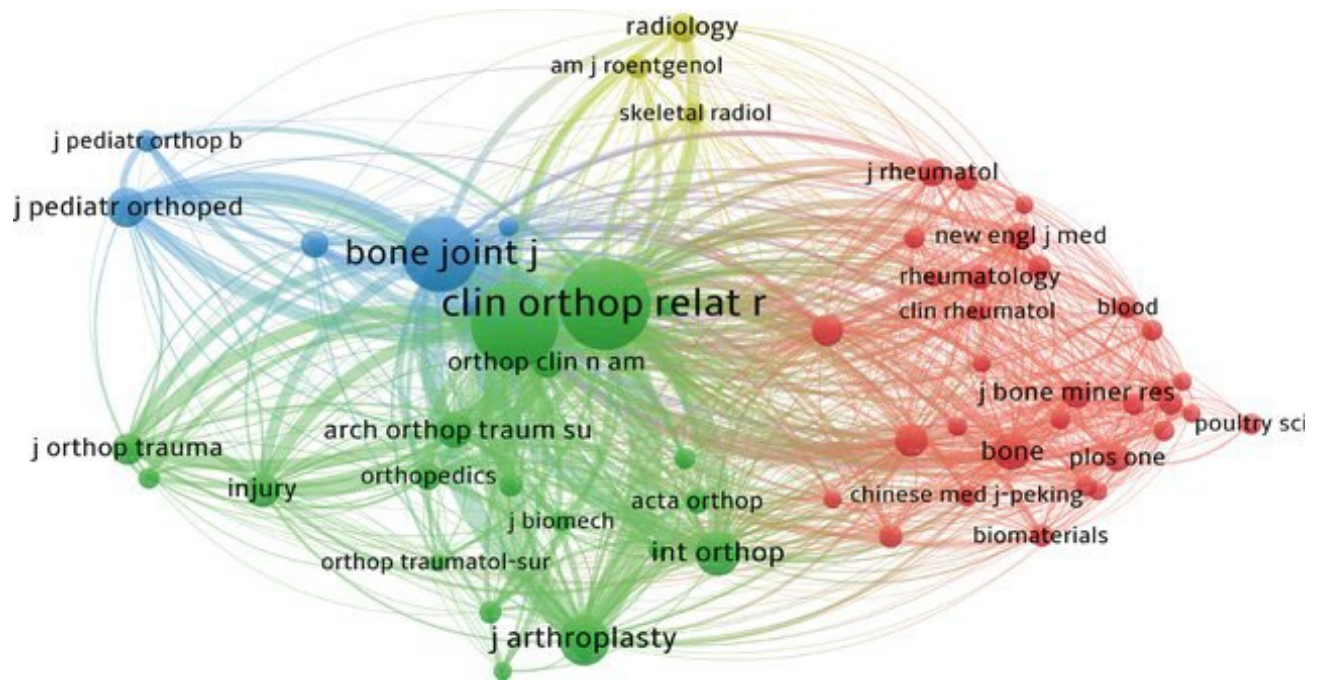 radiology
am j roentgenol
skeletal radiol
j pediatr orthop b
j rheumatol
j pediatr orthoped
new engl j med
bone joint j
rheumatology
clin orthop relat r
clin rheumatol
blood
orthop clin n am
j bone miner res
poultry sci
arch orthop traum su
j orthop trauma
bone
plos one
orthopedics
injury
chinese med j-peking
acta orthop
j biomech
biomaterials
int orthop
orthop traumatol-sur
j arthroplasty